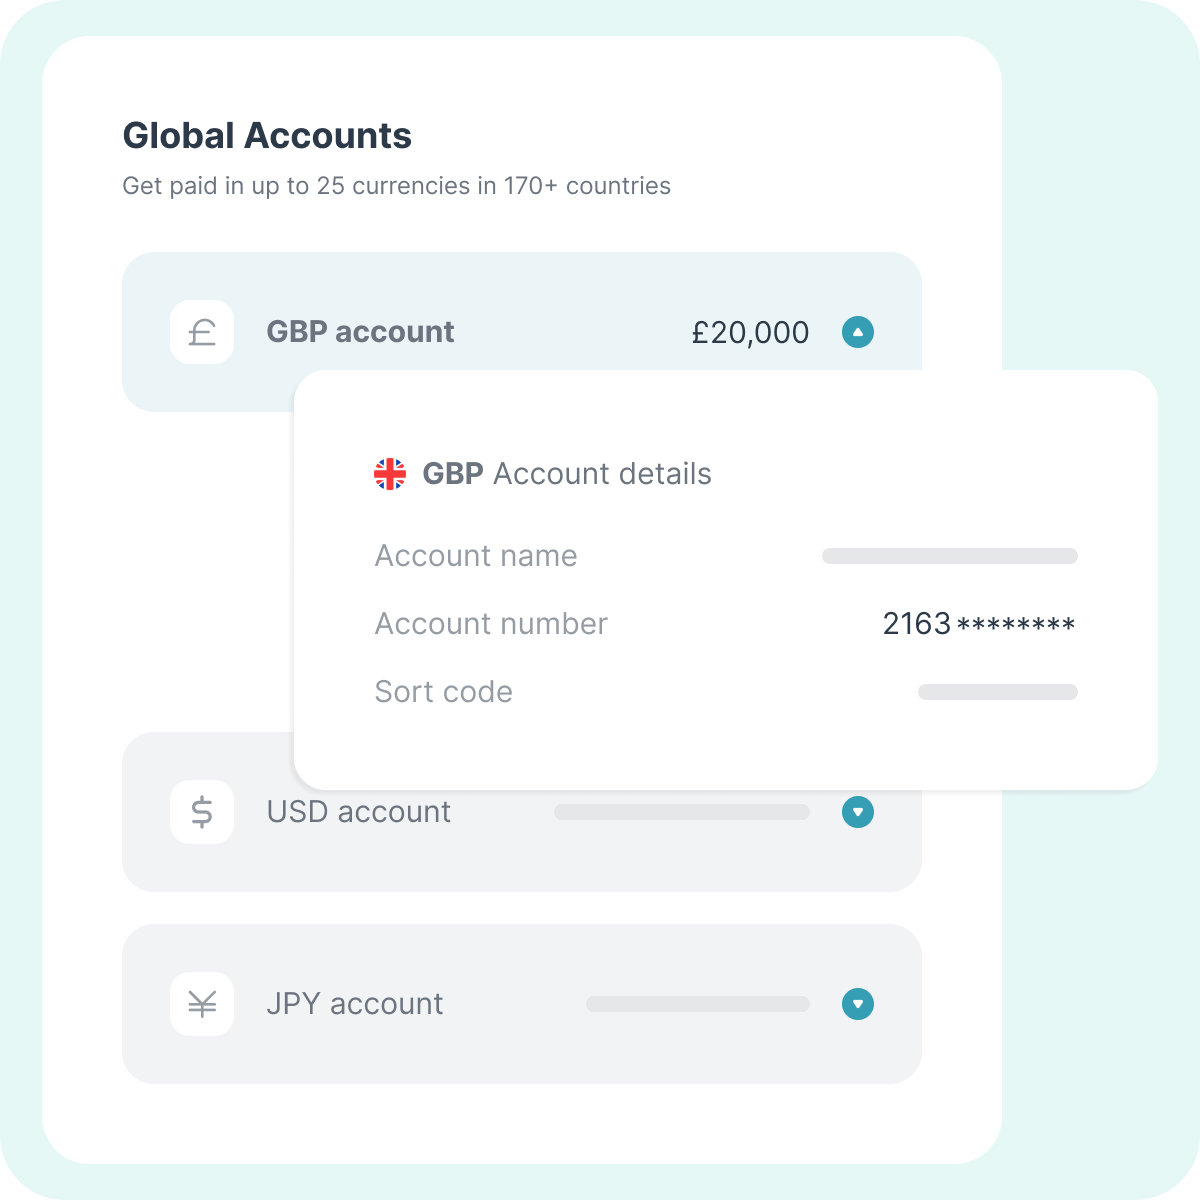 Global Accounts
Get paid in up to 25 currencies in 170+ countries
£ GBP account £20,000
GBP Account details
Account name
Account number 2163********
Sort code
$ USD account
¥ JPY account